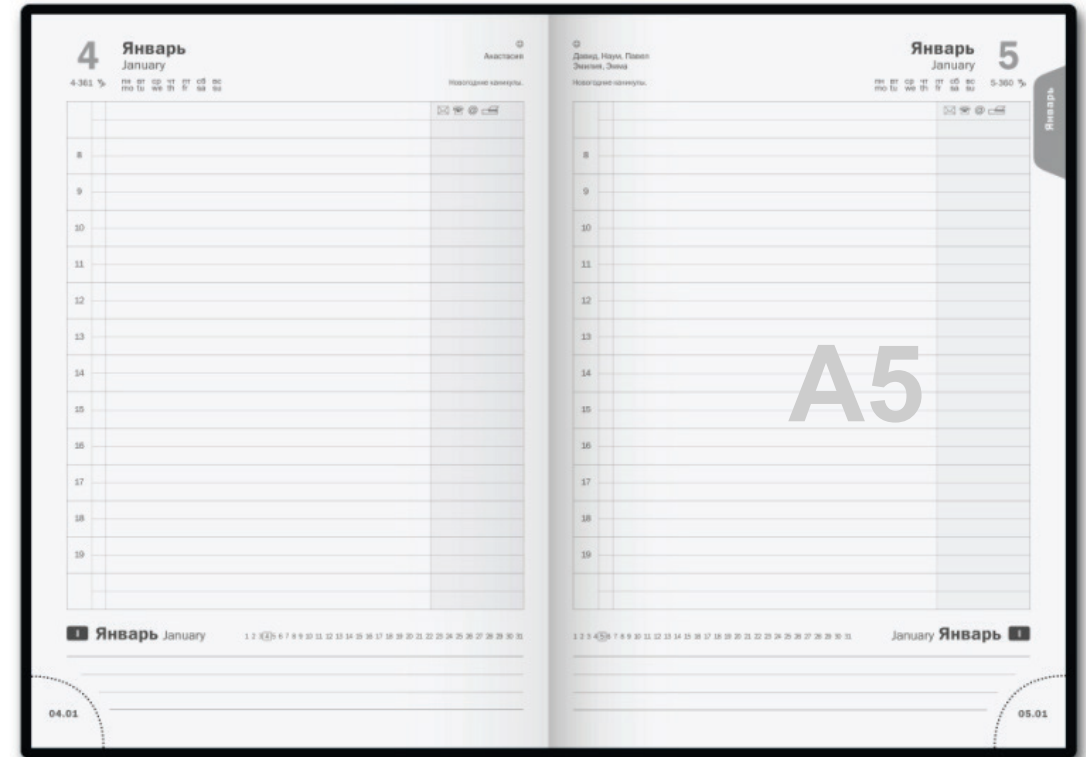 4
Январь
January
4-361
пн вт ср чт пт сб вс
mo tu we th fr sa su
Анастасия
Новогодние каникулы.
8
9
10
11
12
13
14
15
16
17
18
19
I Январь January
1 2 3 4 5 6 7 8 9 10 11 12 13 14 15 16 17 18 19 20 21 22 23 24 25 26 27 28 29 30 31
04.01
Давид, Наум, Павел
Эмилия, Эмма
Новогодние каникулы.
Январь
January
5
пн вт ср чт пт сб вс
mo tu we th fr sa su
5-360
Январь
8
9
10
11
12
13
14
15
16
17
18
19
A5
1 2 3 4 5 6 7 8 9 10 11 12 13 14 15 16 17 18 19 20 21 22 23 24 25 26 27 28 29 30 31
January Январь I
05.01